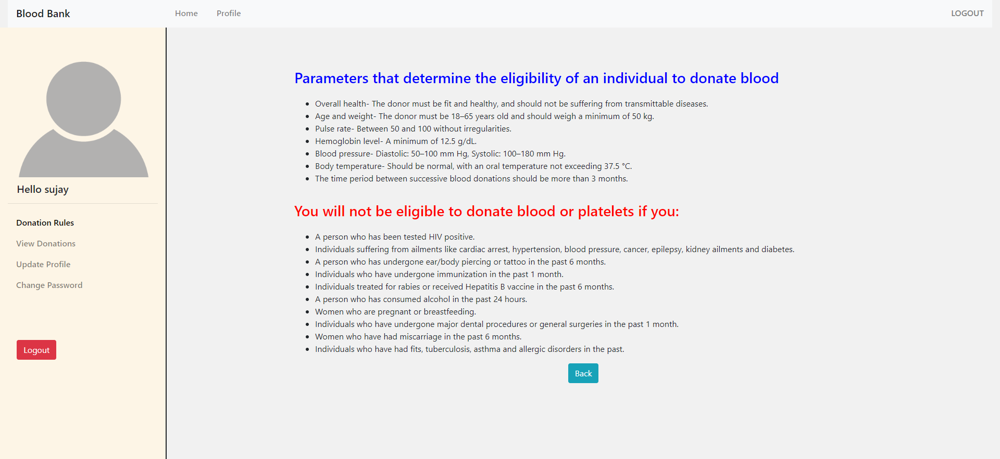 Blood Bank
Home
Profile
LOGOUT
Hello sujay
Donation Rules
View Donations
Update Profile
Change Password
Logout
Parameters that determine the eligibility of an individual to donate blood
Overall health- The donor must be fit and healthy, and should not be suffering from transmittable diseases.
Age and weight- The donor must be 18–65 years old and should weigh a minimum of 50 kg.
Pulse rate- Between 50 and 100 without irregularities.
Hemoglobin level- A minimum of 12.5 g/dL.
Blood pressure- Diastolic: 50–100 mm Hg, Systolic: 100–180 mm Hg.
Body temperature- Should be normal, with an oral temperature not exceeding 37.5 °C.
The time period between successive blood donations should be more than 3 months.
You will not be eligible to donate blood or platelets if you:
A person who has been tested HIV positive.
Individuals suffering from ailments like cardiac arrest, hypertension, blood pressure, cancer, epilepsy, kidney ailments and diabetes.
A person who has undergone ear/body piercing or tattoo in the past 6 months.
Individuals who have undergone immunization in the past 1 month.
Individuals treated for rabies or received Hepatitis B vaccine in the past 6 months.
A person who has consumed alcohol in the past 24 hours.
Women who are pregnant or breastfeeding.
Individuals who have undergone major dental procedures or general surgeries in the past 1 month.
Women who have had miscarriage in the past 6 months.
Individuals who have had fits, tuberculosis, asthma and allergic disorders in the past.
Back